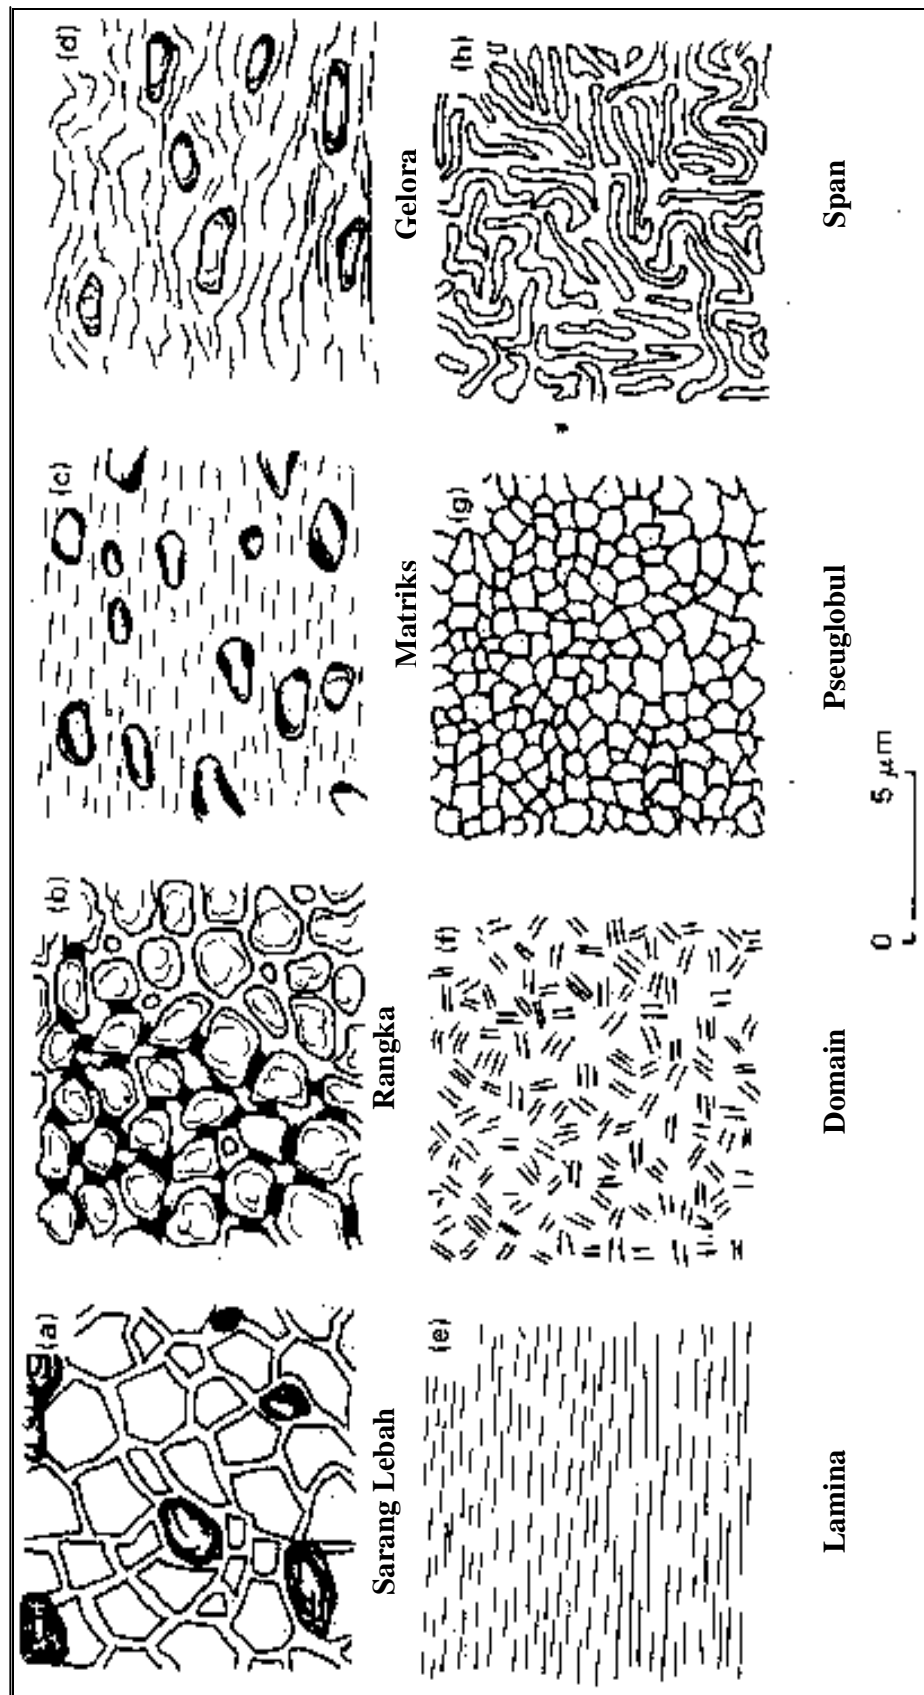 (a) (b) (c) (d)
Sarang Lebah Rangka Matriks Gelora
(e) (f) (g) (h)
Lamina Domain Pseuglobul Span
0 5 μm